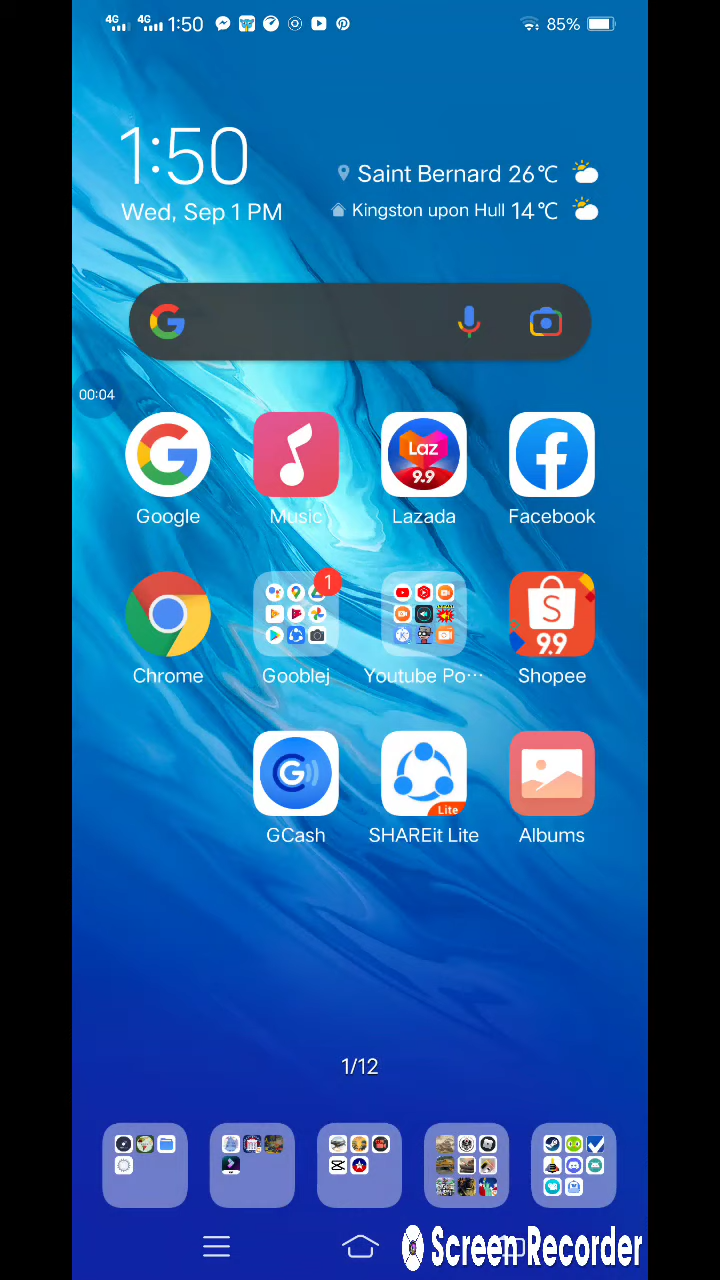 4G 4G 1:50 85%
1:50
Wed, Sep 1 PM
Saint Bernard 26℃
Kingston upon Hull 14℃
00:04
Laz
9.9
Google Music Lazada Facebook
1
S
9.9
Chrome Gooblej Youtube Po··· Shopee
G
Lite
GCash SHAREit Lite Albums
1/12
Screen Recorder